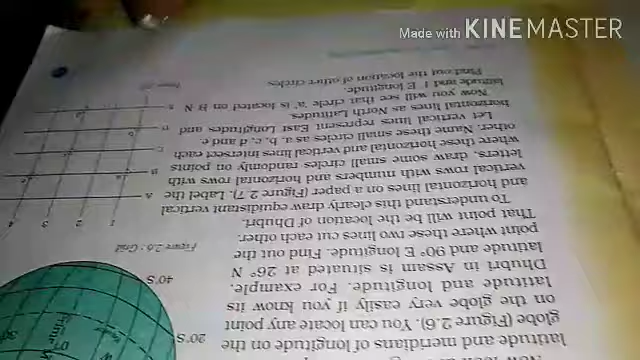 Made with KINEMASTER
latitude and meridians of longitude on the
globe (Figure 2.6). You can locate any point
on the globe very easily if you know its
latitude and longitude. For example,
Dhubri in Assam is situated at 26° N
latitude and 90° E longitude. Find out the
point where these two lines cut each other.
That point will be the location of Dhubri.
To understand this clearly draw equidistant vertical
and horizontal lines on a paper (Figure 2.7). Label the
vertical rows with numbers and horizontal rows with
letters, draw some small circles randomly on points
where these horizontal and vertical lines intersect each
other. Name these small circles as a, b, c, d and e.
Let vertical lines represent East Longitudes and
horizontal lines as North Latitudes.
Now you will see that circle 'a' is located on B N
latitude and 1 E longitude.
Find out the location of other circles.
20°S
40°S
Prime
0°
Figure 2.6 : Grid
1 2 3 4
A
B
C
D
E